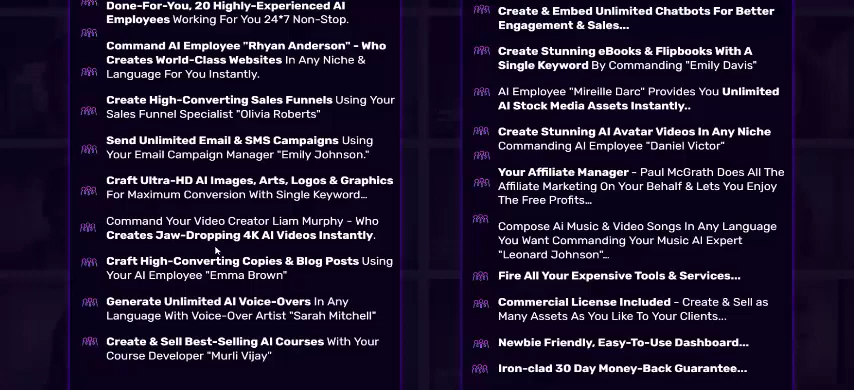 Done-For-You, 20 Highly-Experienced AI
Employees Working For You 24*7 Non-Stop.
Command AI Employee "Rhyan Anderson" - Who
Creates World-Class Websites In Any Niche &
Language For You Instantly.
Create High-Converting Sales Funnels Using Your
Sales Funnel Specialist "Olivia Roberts"
Send Unlimited Email & SMS Campaigns Using
Your Email Campaign Manager "Emily Johnson."
Craft Ultra-HD AI Images, Arts, Logos & Graphics
For Maximum Conversion With Single Keyword...
Command Your Video Creator Liam Murphy - Who
Creates Jaw-Dropping 4K AI Videos Instantly.
Craft High-Converting Copies & Blog Posts Using
Your AI Employee "Emma Brown"
Generate Unlimited AI Voice-Overs In Any
Language With Voice-Over Artist "Sarah Mitchell"
Create & Sell Best-Selling AI Courses With Your
Course Developer "Murli Vijay"
Create & Embed Unlimited Chatbots For Better
Engagement & Sales...
Create Stunning eBooks & Flipbooks With A
Single Keyword By Commanding "Emily Davis"
AI Employee "Mireille Darc" Provides You Unlimited
AI Stock Media Assets Instantly..
Create Stunning AI Avatar Videos In Any Niche
Commanding AI Employee "Daniel Victor"
Your Affiliate Manager - Paul McGrath Does All The
Affiliate Marketing On Your Behalf & Lets You Enjoy
The Free Profits...
Compose Ai Music & Video Songs In Any Language
You Want Commanding Your Music AI Expert
"Leonard Johnson"...
Fire All Your Expensive Tools & Services...
Commercial License Included - Create & Sell as
Many Assets As You Like To Your Clients...
Newbie Friendly, Easy-To-Use Dashboard...
Iron-clad 30 Day Money-Back Guarantee...